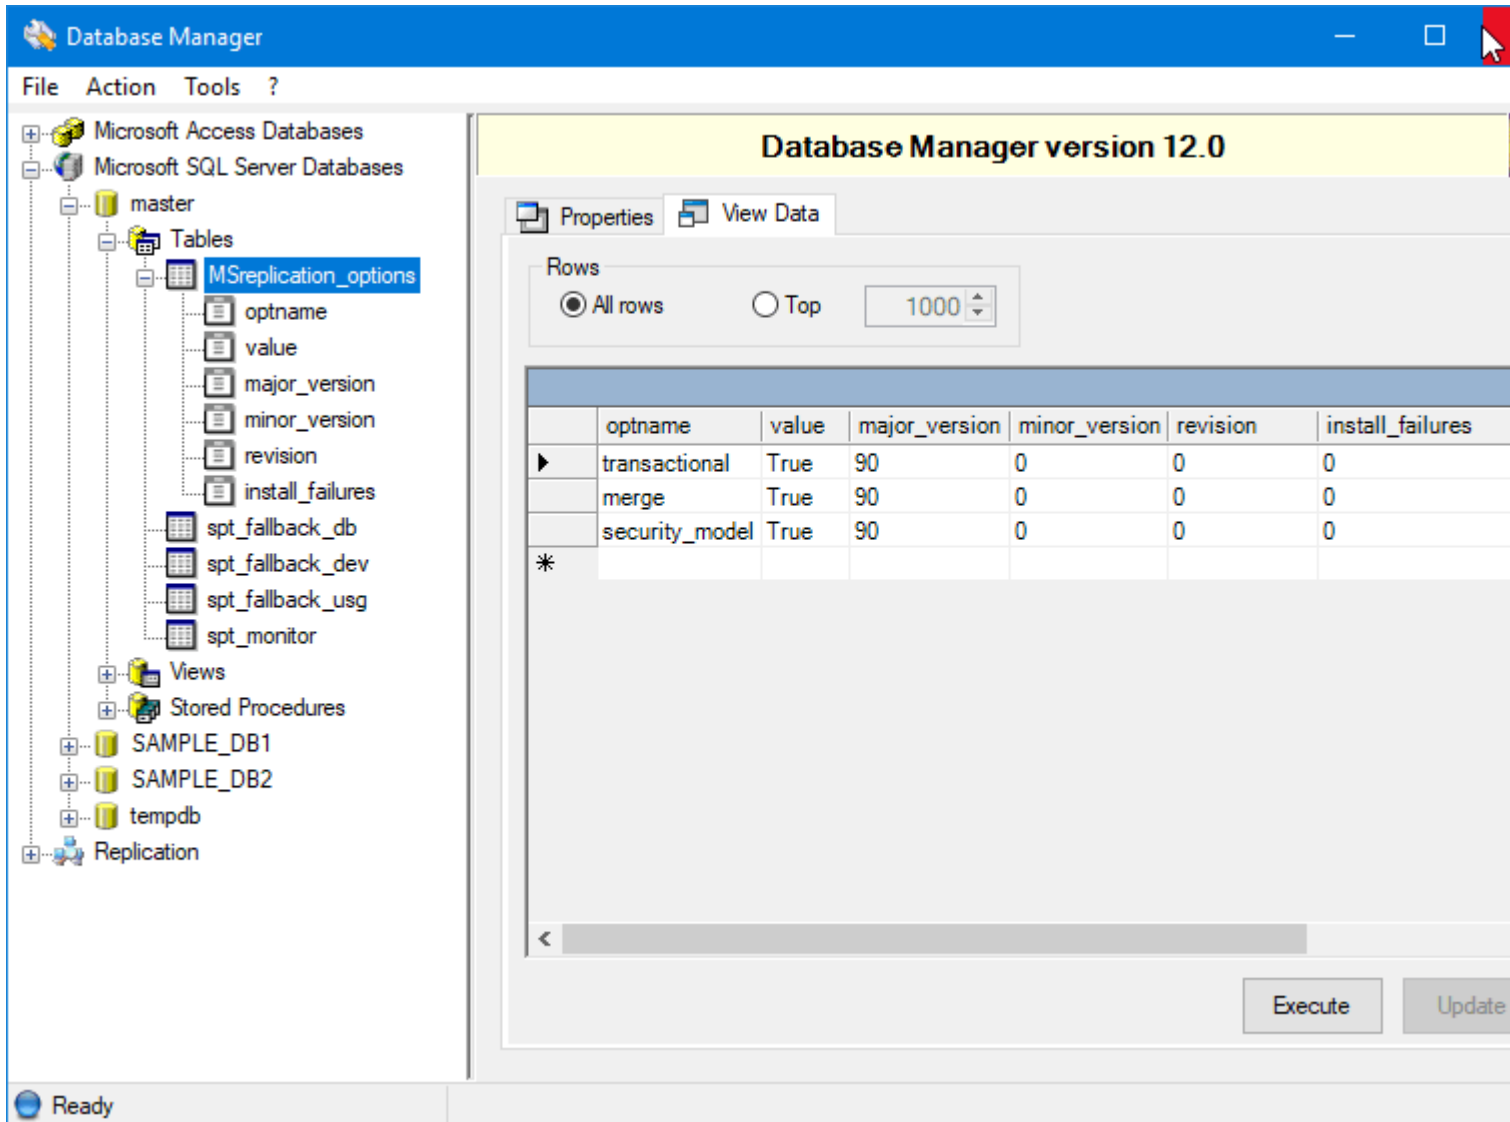 Database Manager
File Action Tools ?
Microsoft Access Databases
Microsoft SQL Server Databases
master
Tables
MSreplication_options
optname
value
major_version
minor_version
revision
install_failures
spt_fallback_db
spt_fallback_dev
spt_fallback_usg
spt_monitor
Views
Stored Procedures
SAMPLE_DB1
SAMPLE_DB2
tempdb
Replication
Database Manager version 12.0
Properties View Data
Rows
All rows Top 1000
optname value major_version minor_version revision install_failures
transactional True 90 0 0 0
merge True 90 0 0 0
security_model True 90 0 0 0
Execute Update
Ready